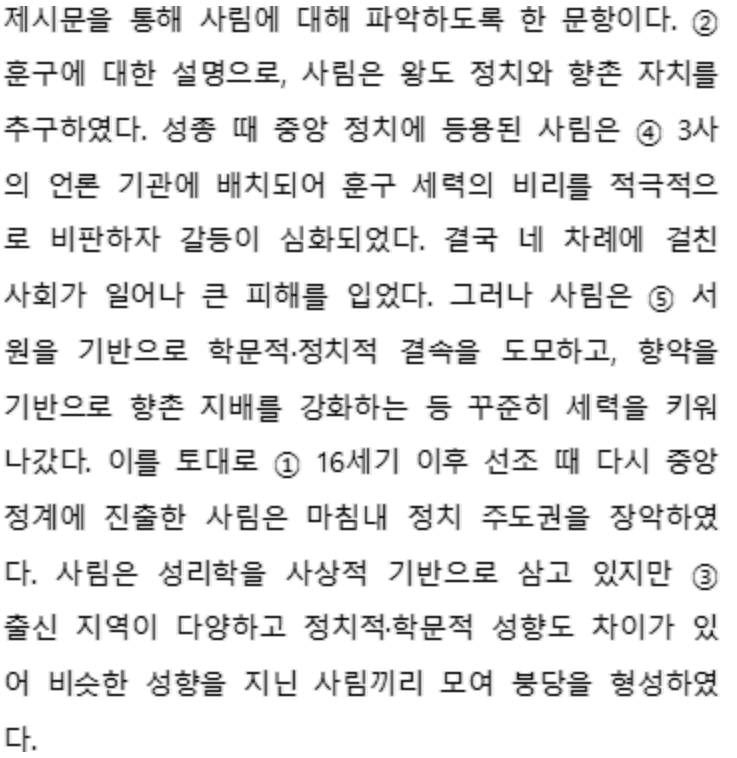 제시문을 통해 사림에 대해 파악하도록 한 문항이다. ②
훈구에 대한 설명으로, 사림은 왕도 정치와 향촌 자치를
추구하였다. 성종 때 중앙 정치에 등용된 사림은 ④ 3사
의 언론 기관에 배치되어 훈구 세력의 비리를 적극적으
로 비판하자 갈등이 심화되었다. 결국 네 차례에 걸친
사회가 일어나 큰 피해를 입었다. 그러나 사림은 ⑤ 서
원을 기반으로 학문적·정치적 결속을 도모하고, 향약을
기반으로 향촌 지배를 강화하는 등 꾸준히 세력을 키워
나갔다. 이를 토대로 ① 16세기 이후 선조 때 다시 중앙
정계에 진출한 사림은 마침내 정치 주도권을 장악하였
다. 사림은 성리학을 사상적 기반으로 삼고 있지만 ③
출신 지역이 다양하고 정치적·학문적 성향도 차이가 있
어 비슷한 성향을 지닌 사림끼리 모여 붕당을 형성하였
다.